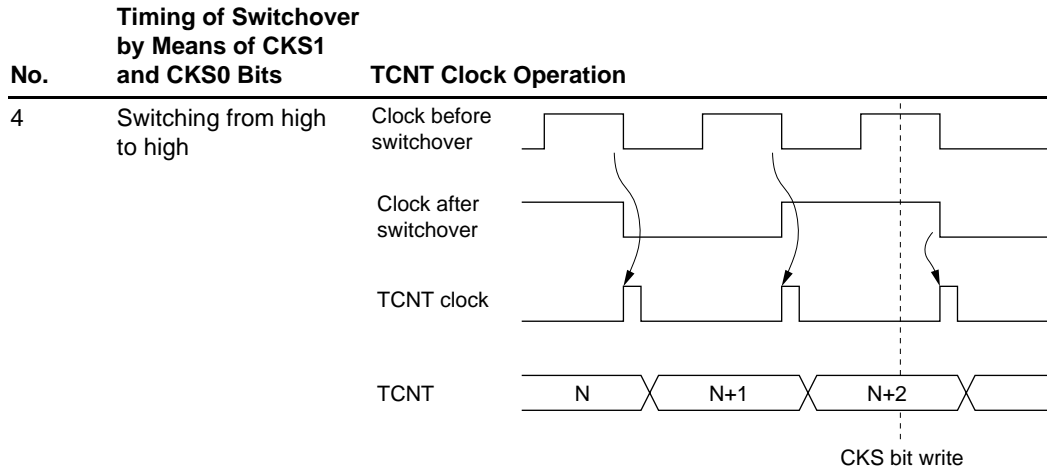 Timing of Switchover
by Means of CKS1
No. and CKS0 Bits TCNT Clock Operation
4 Switching from high
to high
Clock before
switchover
Clock after
switchover
TCNT clock
TCNT N N+1 N+2
CKS bit write